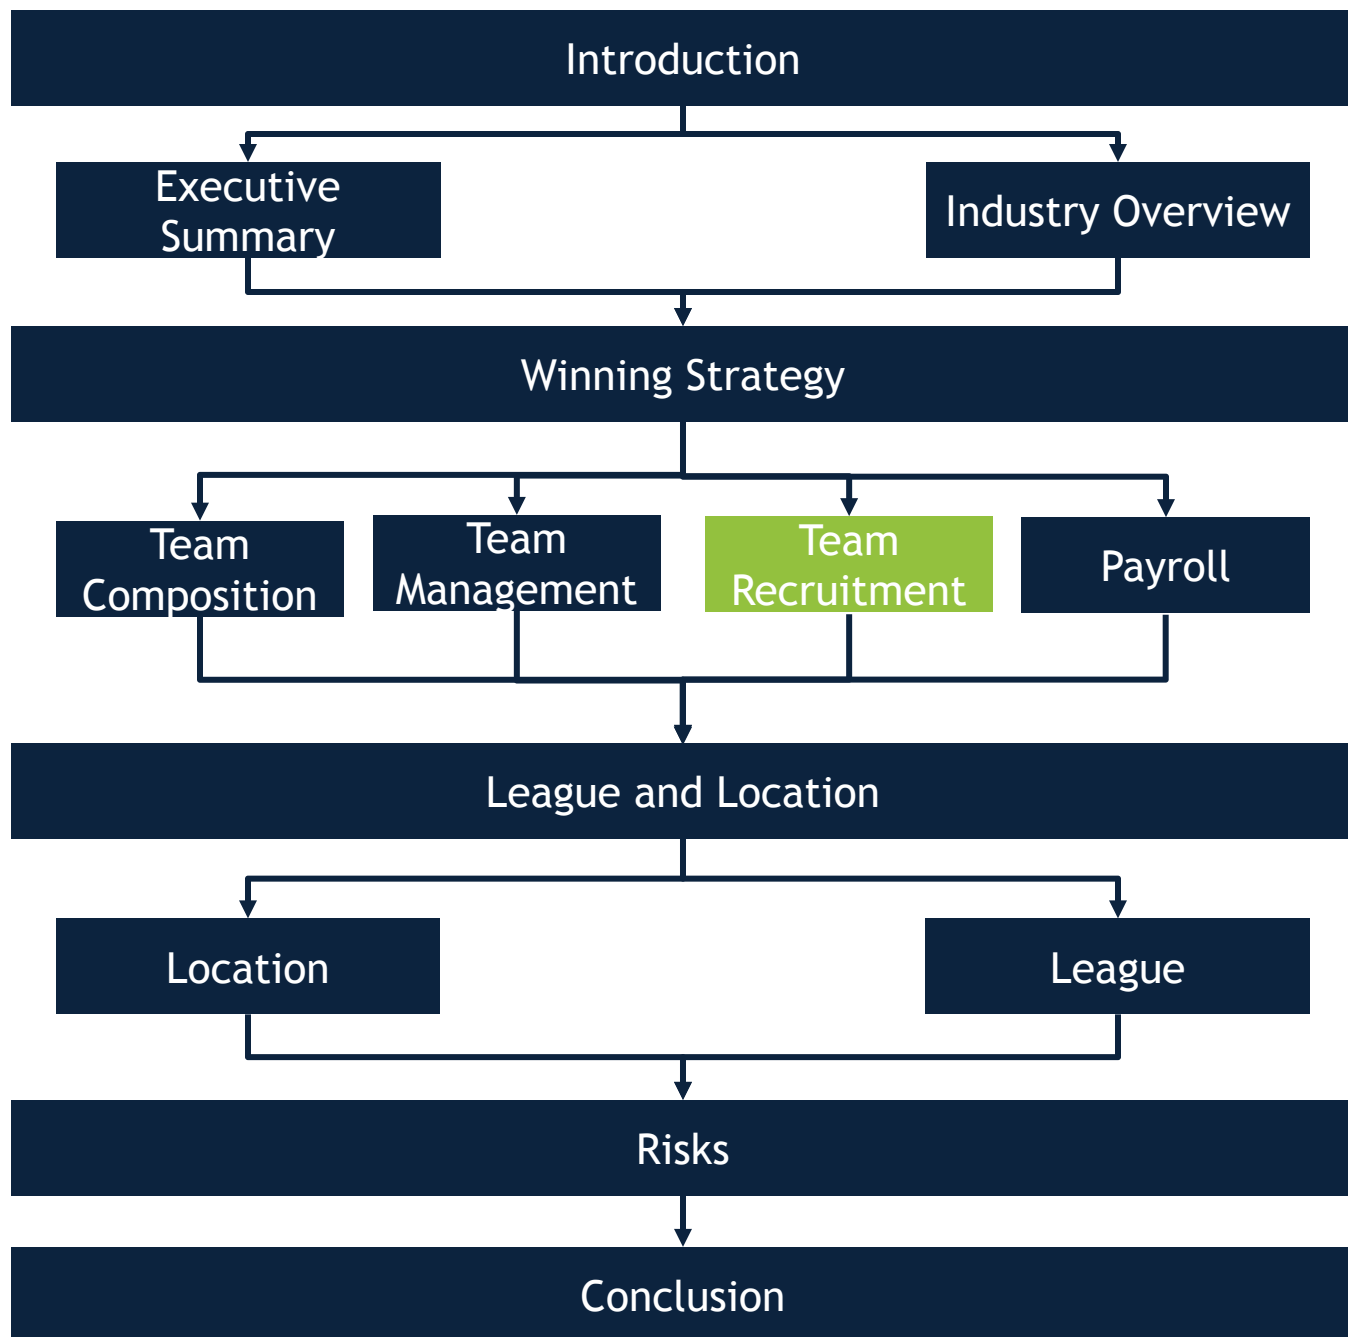 Introduction
Executive
Summary
Industry Overview
Winning Strategy
Team
Composition
Team
Management
Team
Recruitment
Payroll
League and Location
Location
League
Risks
Conclusion